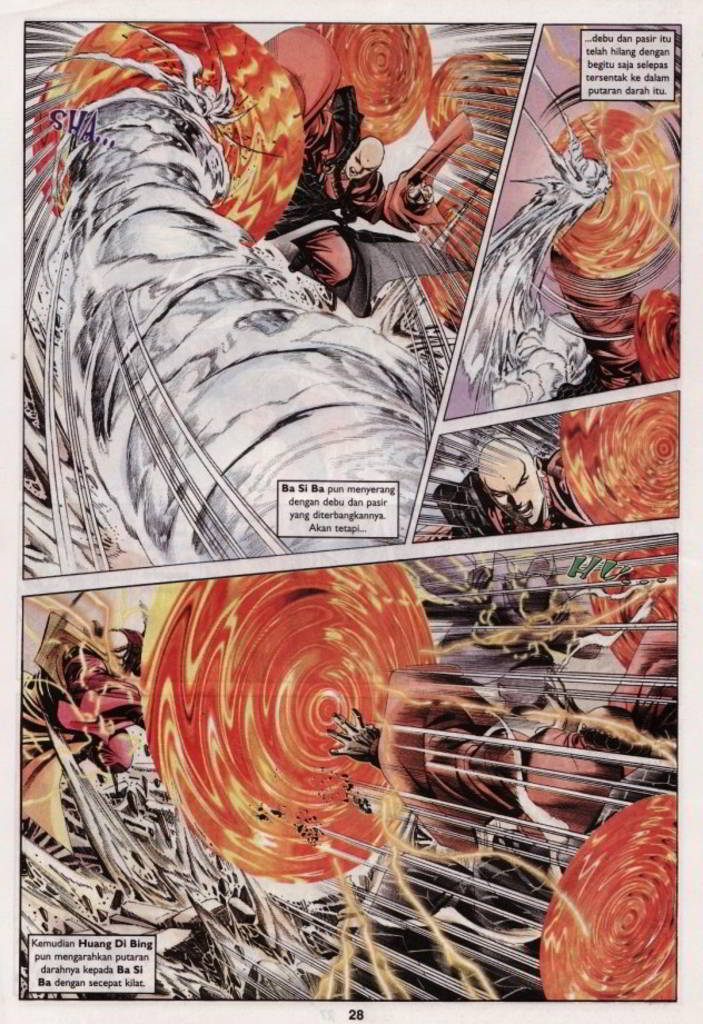 SHA...
Ba Si Ba pun menyerang
dengan debu dan pasir
yang diterbangkannya.
Akan tetapi...
...debu dan pasir itu
telah hilang dengan
begitu saja selepas
tersentak ke dalam
putaran darah itu.
HU...
Kemudian Huang Di Bing
pun mengarahkan putaran
darahnya kepada Ba Si
Ba dengan secepat kilat.
28